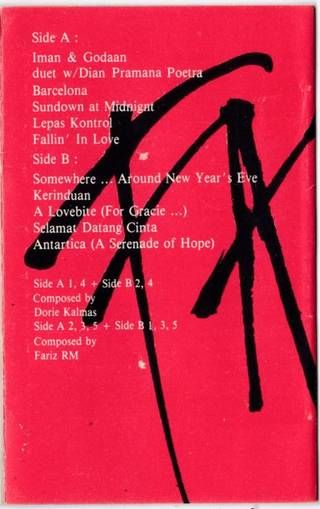 Side A :
Iman & Godaan
duet w/Dian Pramana Poetra
Barcelona
Sundown at Midnight
Lepas Kontrol
Fallin' In Love
Side B :
Somewhere ... Around New Year's Eve
Kerinduan
A Lovebite (For Gracie ...)
Selamat Datang Cinta
Antartica (A Serenade of Hope)
Side A 1, 4 + Side B 2, 4
Composed by
Dorie Kalmas
Side A 2, 3, 5 + Side B 1, 3, 5
Composed by
Fariz RM